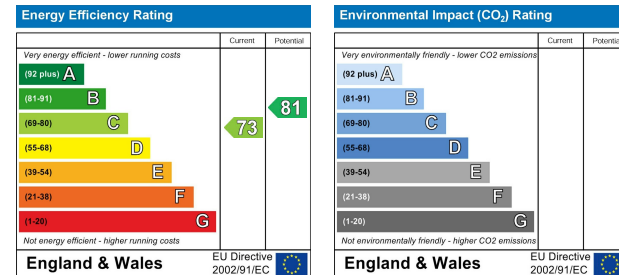 Energy Efficiency Rating
Current Potential
Very energy efficient - lower running costs
(92 plus) A
(81-91) B
81
(69-80) C
73
(55-68) D
(39-54) E
(21-38) F
(1-20) G
Not energy efficient - higher running costs
England & Wales
EU Directive
2002/91/EC
Environmental Impact (CO₂) Rating
Current Potentia
Very environmentally friendly - lower CO2 emissions
(92 plus) A
(81-91) B
(69-80) C
(55-68) D
(39-54) E
(21-38) F
(1-20) G
Not environmentally friendly - higher CO2 emissions
England & Wales
EU Directive
2002/91/EC